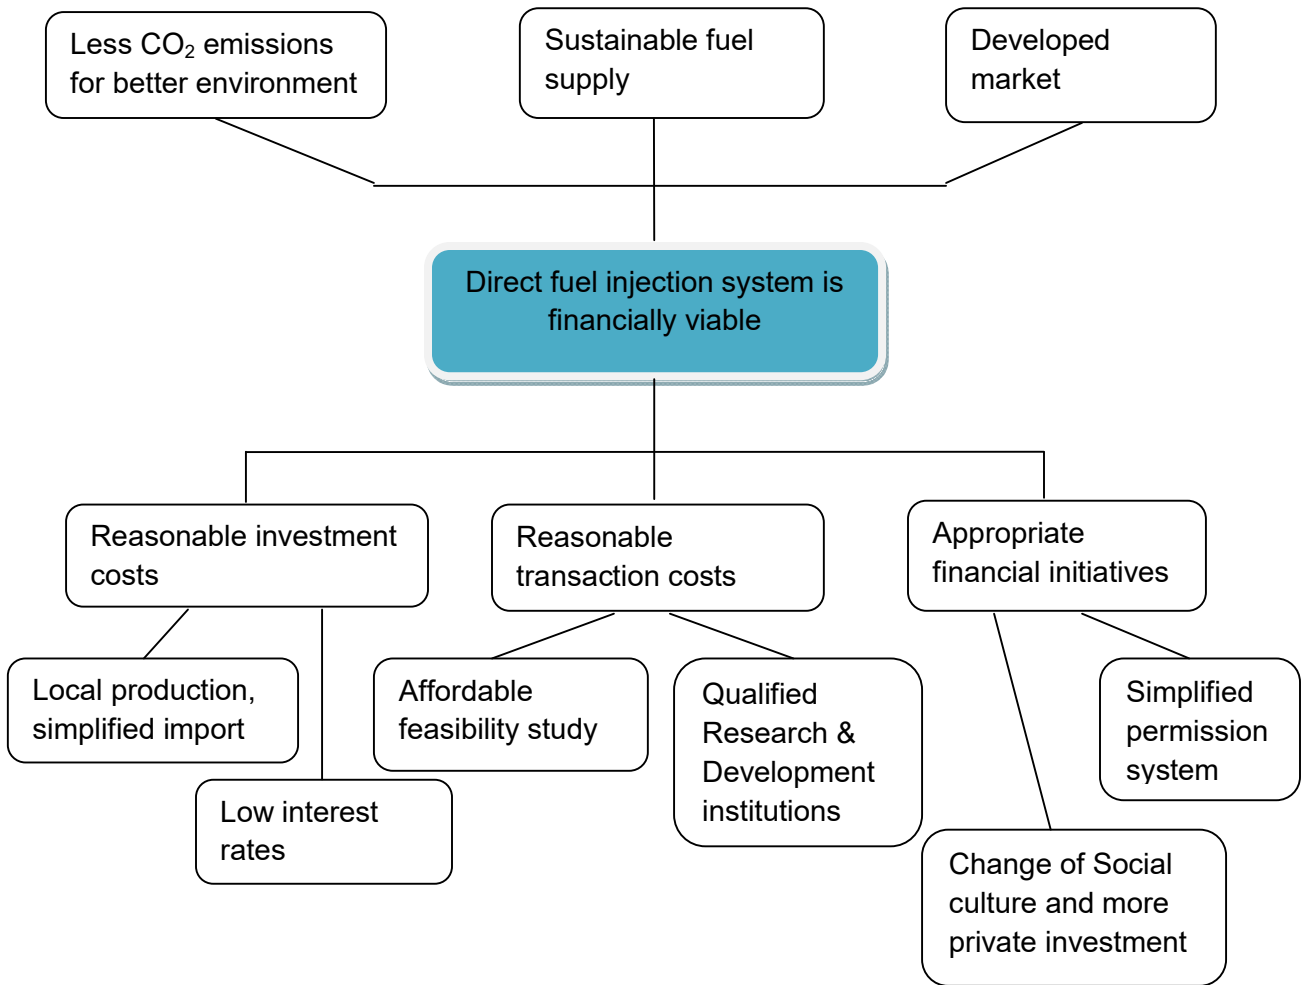 Less CO₂ emissions
for better environment
Sustainable fuel
supply
Developed
market
Direct fuel injection system is
financially viable
Reasonable investment
costs
Reasonable
transaction costs
Appropriate
financial initiatives
Local production,
simplified import
Affordable
feasibility study
Qualified
Research &
Development
institutions
Simplified
permission
system
Low interest
rates
Change of Social
culture and more
private investment